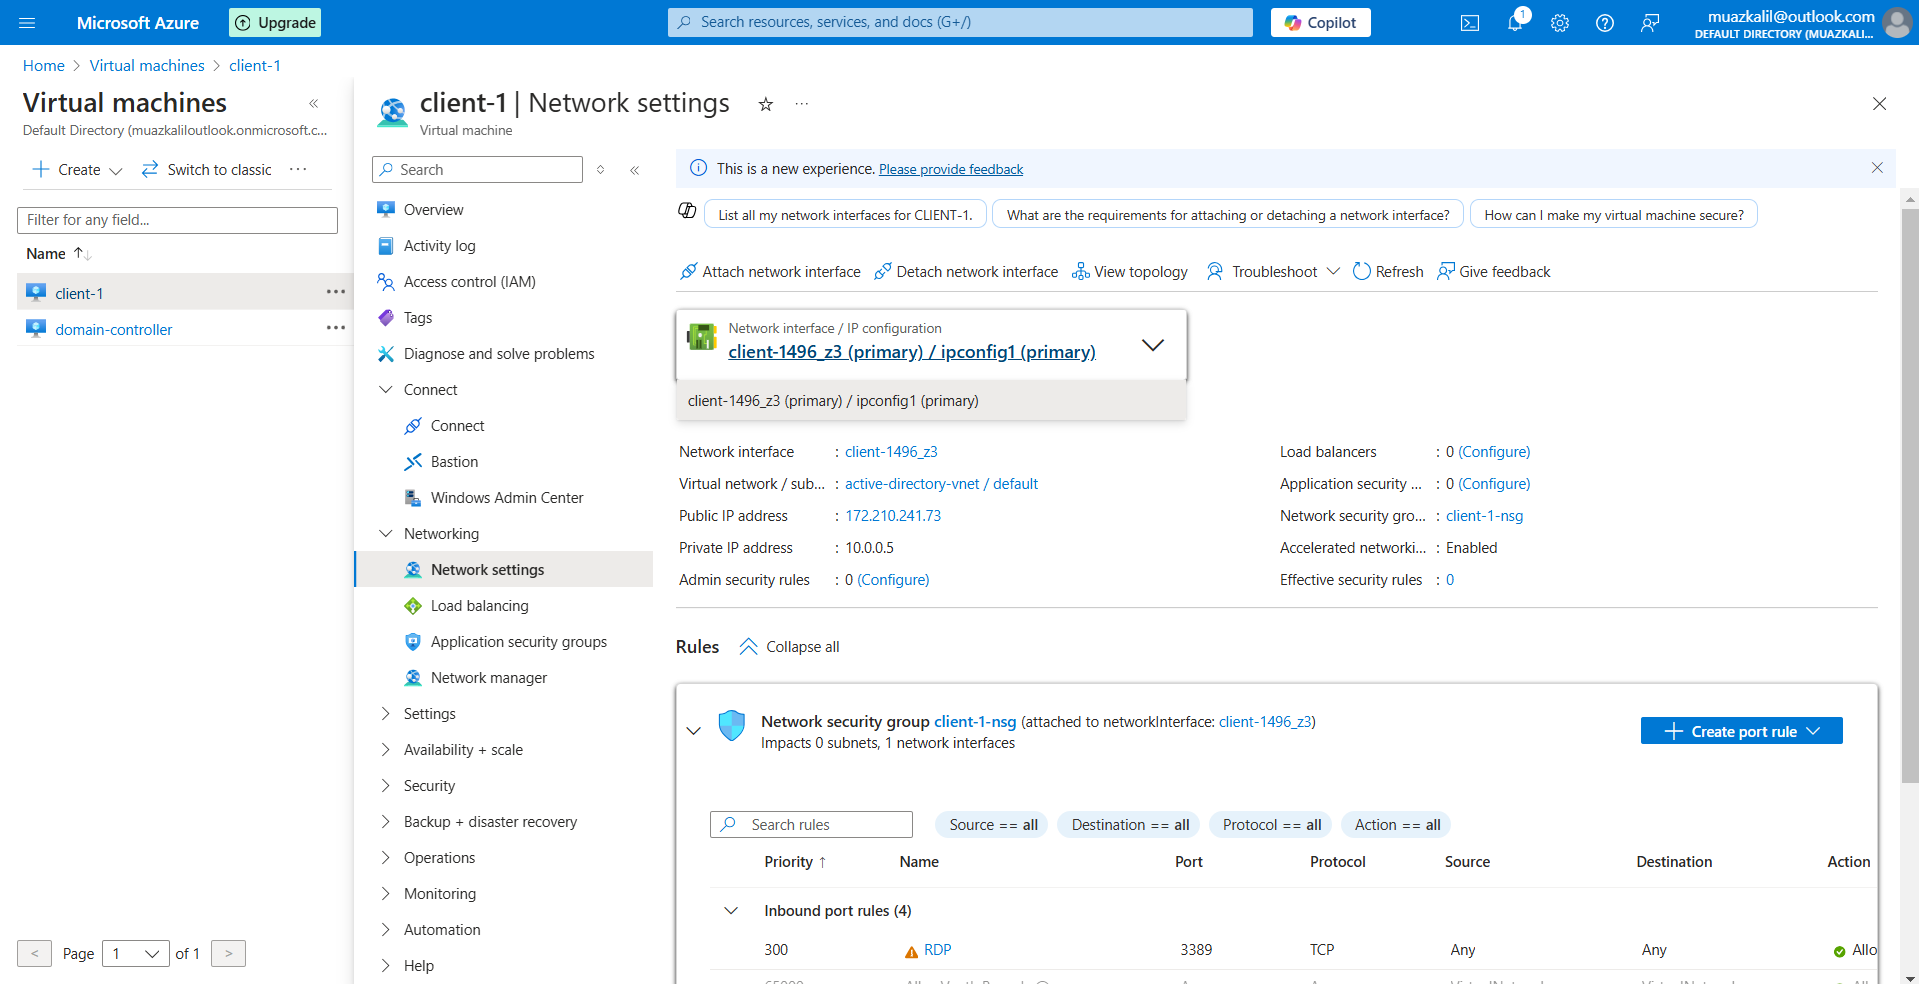 Microsoft Azure
Upgrade
Search resources, services, and docs (G+/)
Copilot
1
muazkalil@outlook.com
DEFAULT DIRECTORY (MUAZKALI...
Home > Virtual machines > client-1
Virtual machines
Default Directory (muazkaliloutlook.onmicrosoft.c...
Create
Switch to classic
Filter for any field...
Name
client-1
domain-controller
< Page 1 of 1 >
client-1 | Network settings
Virtual machine
Search
Overview
Activity log
Access control (IAM)
Tags
Diagnose and solve problems
Connect
Connect
Bastion
Windows Admin Center
Networking
Network settings
Load balancing
Application security groups
Network manager
Settings
Availability + scale
Security
Backup + disaster recovery
Operations
Monitoring
Automation
Help
This is a new experience. Please provide feedback
List all my network interfaces for CLIENT-1.
What are the requirements for attaching or detaching a network interface?
How can I make my virtual machine secure?
Attach network interface
Detach network interface
View topology
Troubleshoot
Refresh
Give feedback
Network interface / IP configuration
client-1496_z3 (primary) / ipconfig1 (primary)
client-1496_z3 (primary) / ipconfig1 (primary)
Network interface : client-1496_z3
Virtual network / sub... : active-directory-vnet / default
Public IP address : 172.210.241.73
Private IP address : 10.0.0.5
Admin security rules : 0 (Configure)
Load balancers : 0 (Configure)
Application security ... : 0 (Configure)
Network security gro... : client-1-nsg
Accelerated networki... : Enabled
Effective security rules : 0
Rules
Collapse all
Network security group client-1-nsg (attached to networkInterface: client-1496_z3)
Impacts 0 subnets, 1 network interfaces
Create port rule
Search rules
Source == all
Destination == all
Protocol == all
Action == all
Priority ↑ Name Port Protocol Source Destination Action
Inbound port rules (4)
300 RDP 3389 TCP Any Any Allo